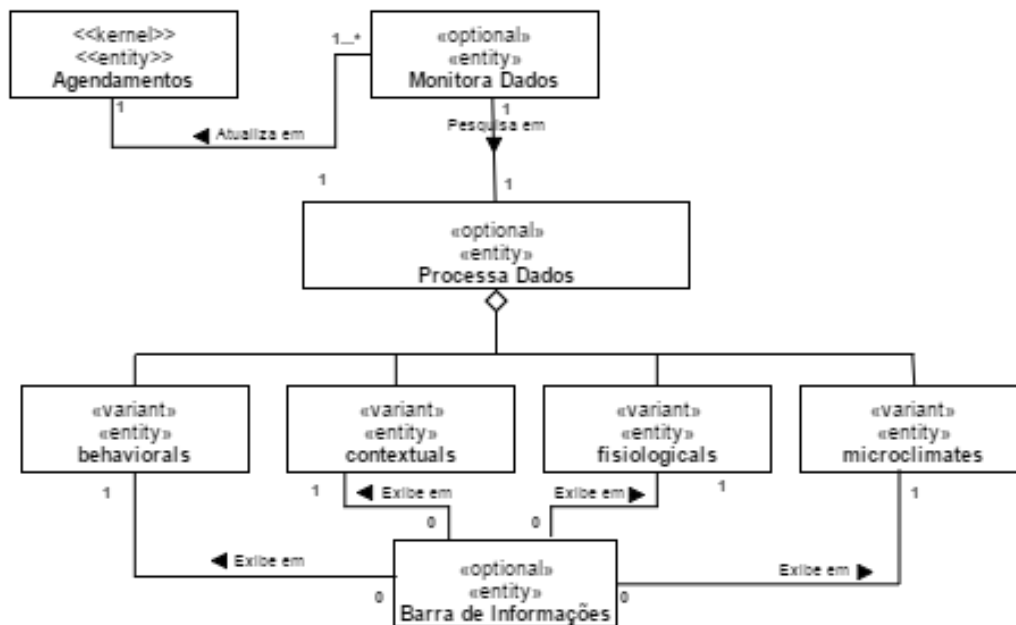 <<kernel>>
<<entity>>
Agendamentos
1
1...*
«optional»
«entity»
Monitora Dados
1
Atualiza em
Pesquisa em
1
1
«optional»
«entity»
Processa Dados
«variant»
«entity»
behaviorals
1
«variant»
«entity»
contextuals
1
«variant»
«entity»
fisiologicals
1
«variant»
«entity»
microclimates
1
Exibe em
Exibe em
0
0
Exibe em
Exibe em
0
0
«optional»
«entity»
Barra de Informações